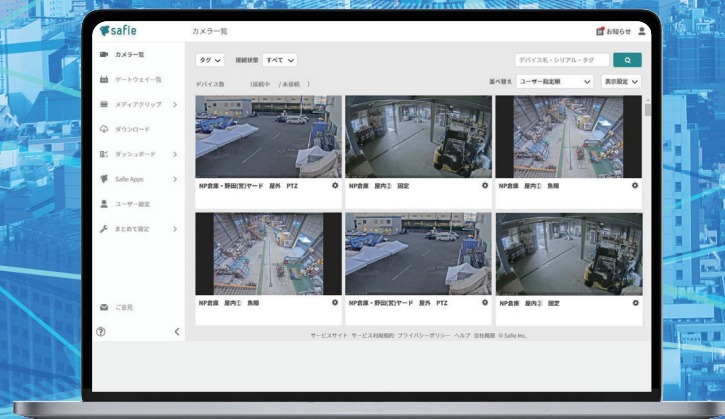 safie
カメラ一覧
お知らせ
カメラ一覧
ゲートウェイ一覧
メディアクリップ
ダウンロード
ダッシュボード
Safie Apps
ユーザー設定
まとめて設定
ご意見
タグ 接続状態 すべて
デバイス名・シリアル・タグ
デバイス数 (接続中 /未接続 )
並べ替え ユーザー指定順 表示設定
NP倉庫・野田(営)ヤード 屋外 PTZ
NP倉庫 屋内② 固定
NP倉庫 屋内① 魚眼
NP倉庫 屋内① 魚眼
NP倉庫・野田(営)ヤード 屋外 PTZ
NP倉庫 屋内② 固定
サービスサイト サービス利用規約 プライバシーポリシー ヘルプ 会社概要 © Safie Inc.